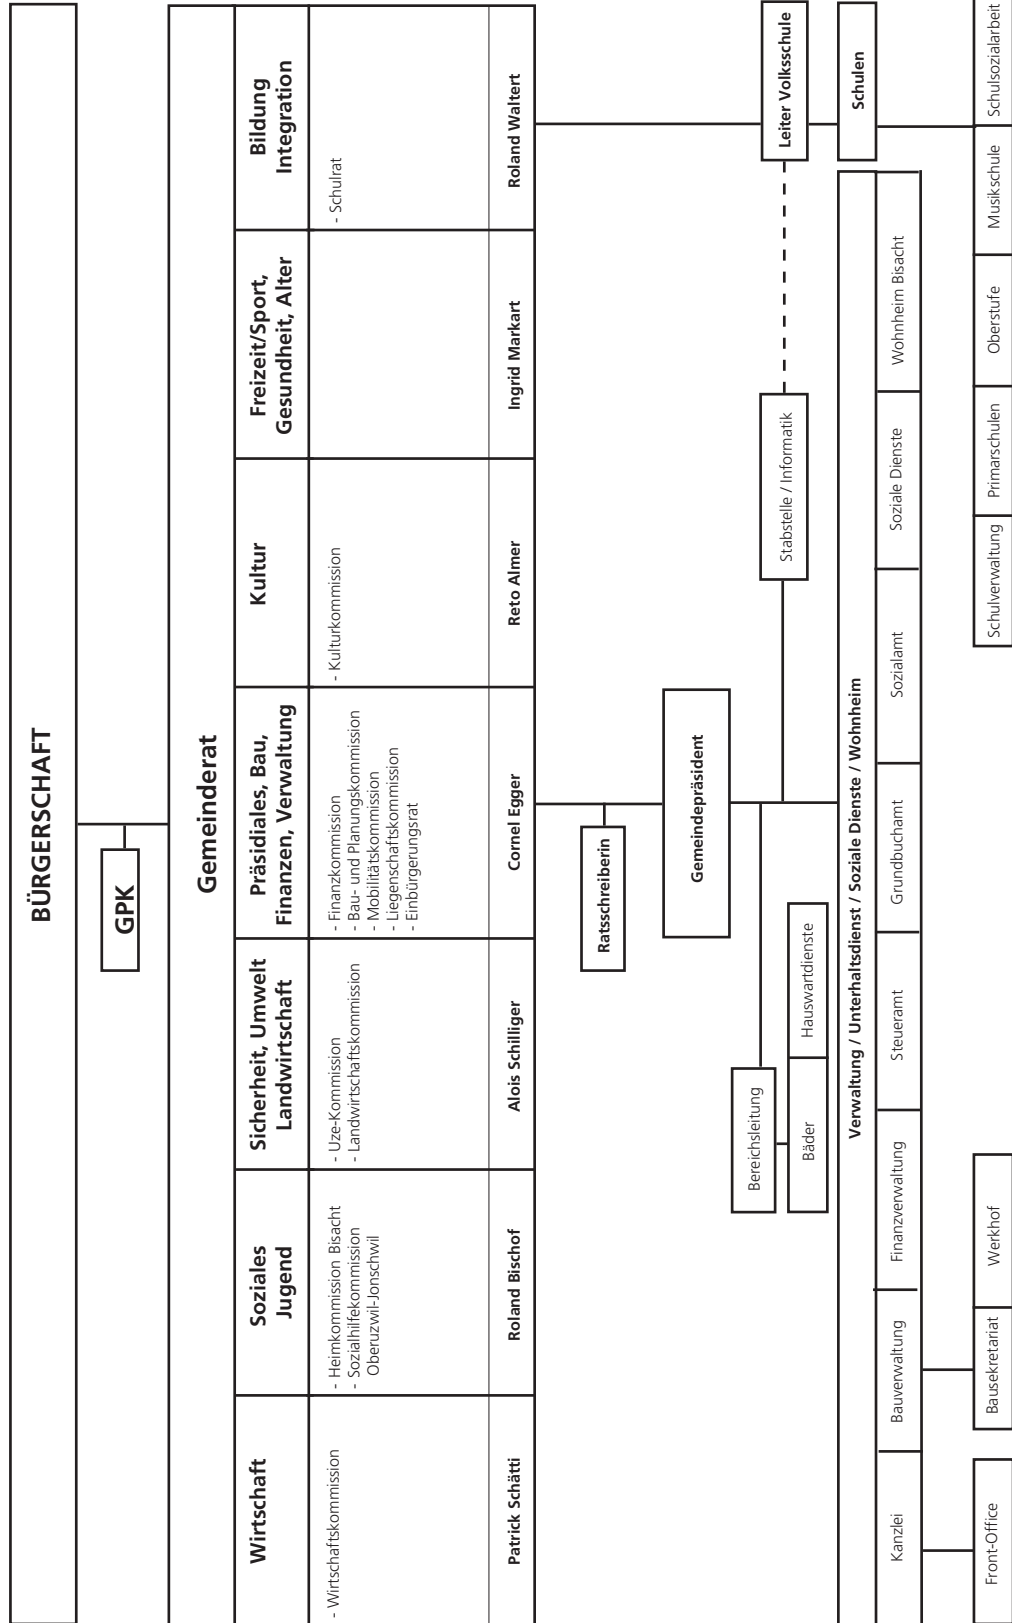 BÜRGERSCHAFT
GPK
Gemeinderat
Wirtschaft
Soziales
Jugend
Sicherheit, Umwelt
Landwirtschaft
Präsidiales, Bau,
Finanzen, Verwaltung
Kultur
Freizeit/Sport,
Gesundheit, Alter
Bildung
Integration
- Wirtschaftskommission
- Heimkommission Bisacht
- Sozialhilfekommission
Oberuzwil-Jonschwil
- Uze-Kommission
- Landwirtschaftskommission
- Finanzkommission
- Bau- und Planungskommission
- Mobilitätskommission
- Liegenschaftskommission
- Einbürgerungsrat
- Kulturkommission
- Schulrat
Patrick Schätti
Roland Bischof
Alois Schilliger
Cornel Egger
Reto Almer
Ingrid Markart
Roland Waltert
Ratsschreiberin
Gemeindepräsident
Bereichsleitung
Bäder
Hauswartdienste
Stabstelle / Informatik
Leiter Volksschule
Verwaltung / Unterhaltsdienst / Soziale Dienste / Wohnheim
Schulen
Kanzlei
Bauverwaltung
Finanzverwaltung
Steueramt
Grundbuchamt
Sozialamt
Soziale Dienste
Wohnheim Bisacht
Front-Office
Bausekretariat
Werkhof
Schulverwaltung
Primarschulen
Oberstufe
Musikschule
Schulsozialarbeit